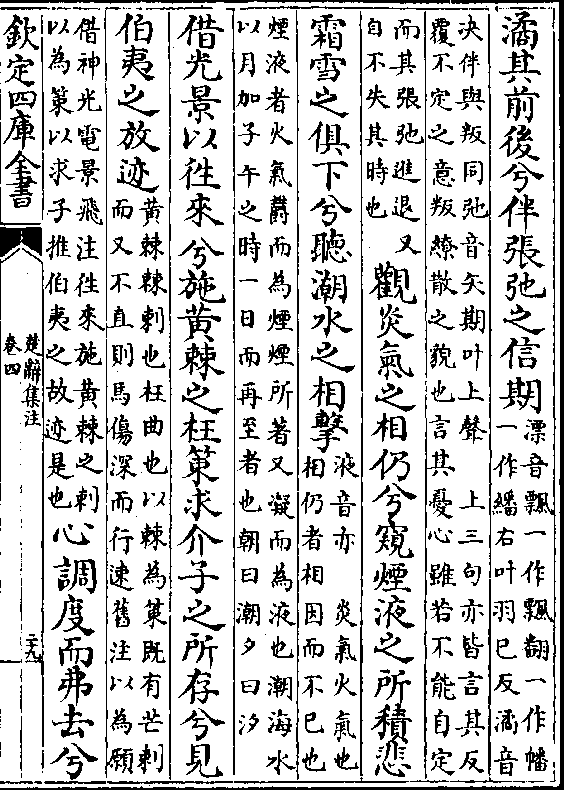 潏其前後兮伴張弛之信期
漂音飄一作飄翻一作幡
一作繙右叶羽已反潏音
决伴與叛同弛音矢期叶上聲　上三句亦皆言其反
覆不定之意叛繚散之貌也言其憂心雖若不能自定
而其張弛進退又
自不失其時也
觀炎氣之相仍兮窺煙液之所積悲
霜雪之俱下兮聽潮水之相擊
液音亦　炎氣火氣也
相仍者相因而不已也
煙液者火氣鬱而為煙煙所著又凝而為液也潮海水
以月加子午之時一日而再至者也朝曰潮夕曰汐
借光景以徃來兮施黄棘之枉策求介子之所存兮見
伯夷之放迹
黄棘棘刺也枉曲也以棘為策既有芒刺
而又不直則馬傷深而行速舊注以為願
借神光電景飛注徃來施黄棘之刺
以為策以求子推伯夷之故迹是也
心調度而弗去兮
欽定四庫全書
楚辭集注
卷四
二十九